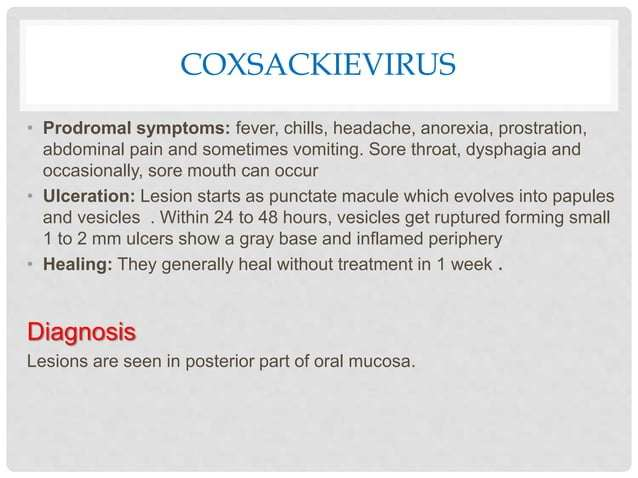 COXSACKIEVIRUS
• Prodromal symptoms: fever, chills, headache, anorexia, prostration,
abdominal pain and sometimes vomiting. Sore throat, dysphagia and
occasionally, sore mouth can occur
• Ulceration: Lesion starts as punctate macule which evolves into papules
and vesicles . Within 24 to 48 hours, vesicles get ruptured forming small
1 to 2 mm ulcers show a gray base and inflamed periphery
• Healing: They generally heal without treatment in 1 week .
Diagnosis
Lesions are seen in posterior part of oral mucosa.